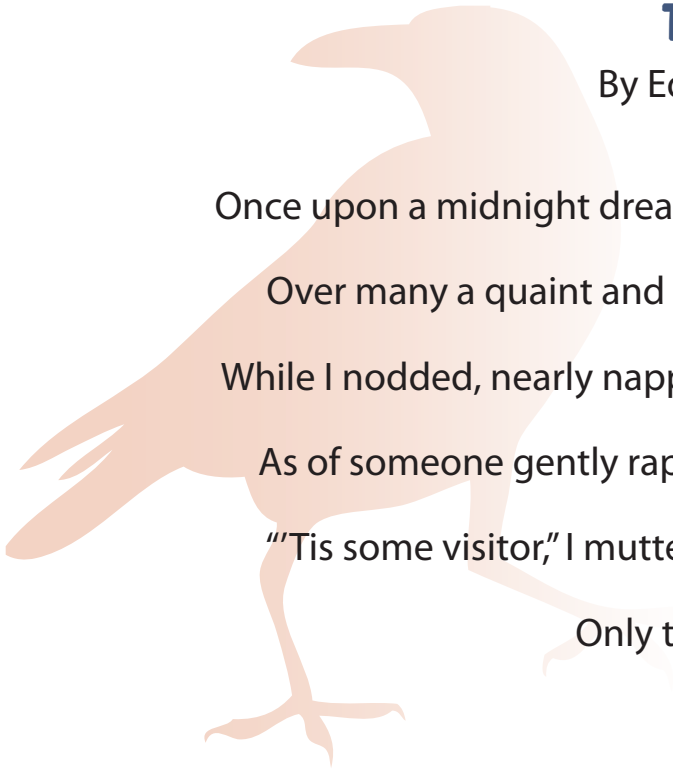 By E
Once upon a midnight drea
Over many a quaint and
While I nodded, nearly napp
As of someone gently rap
“’Tis some visitor,” I mutte
Only t